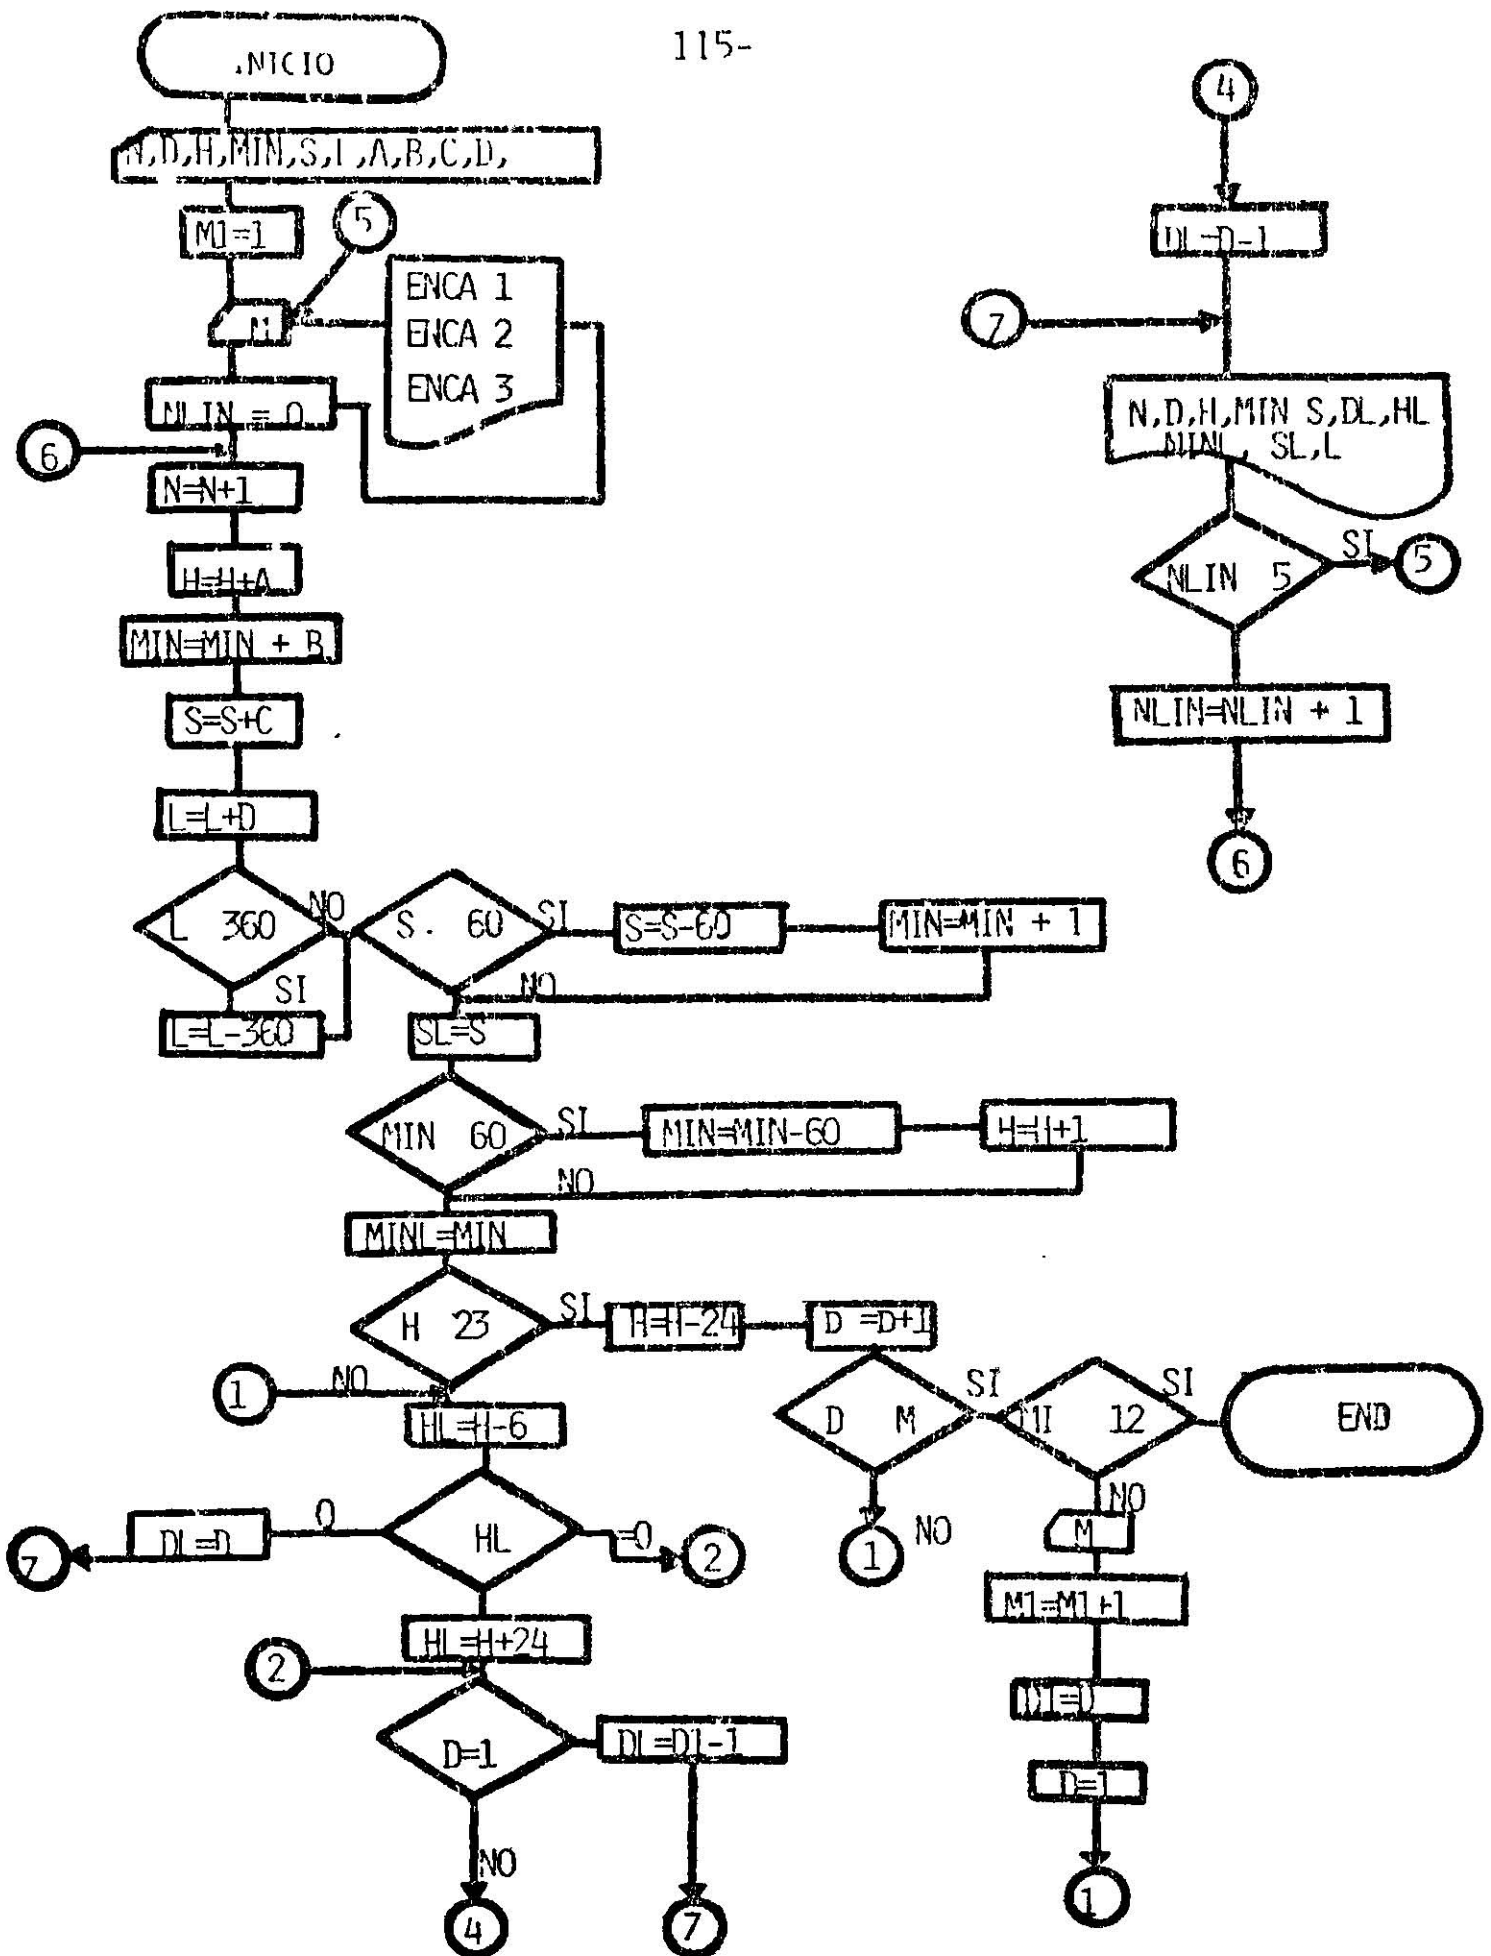 115-
.NICIO
N,D,H,MIN,S,L,A,B,C,D,
M1=1
5
M
ENCA 1
ENCA 2
ENCA 3
NLIN = 0
6
N=N+1
H=H+A
MIN=MIN + B
S=S+C
L=L+D
L 360
NO
SI
L=L-360
S. 60
SI
S=S-60
MIN=MIN + 1
NO
SL=S
MIN 60
SI
MIN=MIN-60
H=H+1
NO
MINL=MIN
H 23
SI
H=H-24
D =D+1
1
NO
HL=H-6
D M
SI
MI 12
SI
END
NO
1
NO
M
M1=M1+1
D1=D
D=1
1
HL
0
DL=D
7
=0
2
HL=H+24
2
D=1
DL=D1-1
NO
4
7
4
DL=D-1
7
N,D,H,MIN S,DL,HL
MINL, SL,L
NLIN 5
SI
5
NLIN=NLIN + 1
6